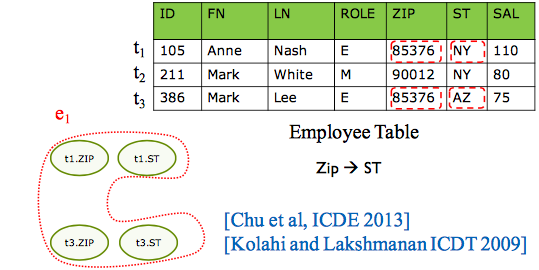 ID FN LN ROLE ZIP ST SAL
t1 105 Anne Nash E 85376 NY 110
t2 211 Mark White M 90012 NY 80
t3 386 Mark Lee E 85376 AZ 75
e1
Employee Table
t1.ZIP t1.ST
Zip → ST
[Chu et al, ICDE 2013]
t3.ZIP t3.ST
[Kolahi and Lakshmanan ICDT 2009]